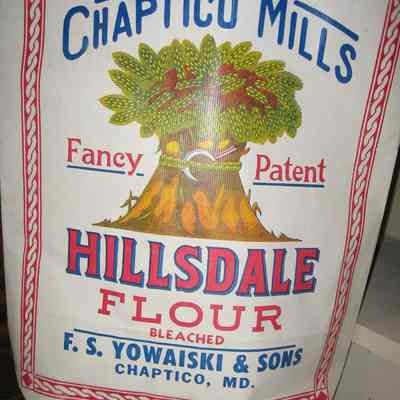 CHAPTICO MILLS
Fancy Patent
HILLSDALE
FLOUR
BLEACHED
F. S. YOWAISKI & SONS
CHAPTICO, MD.